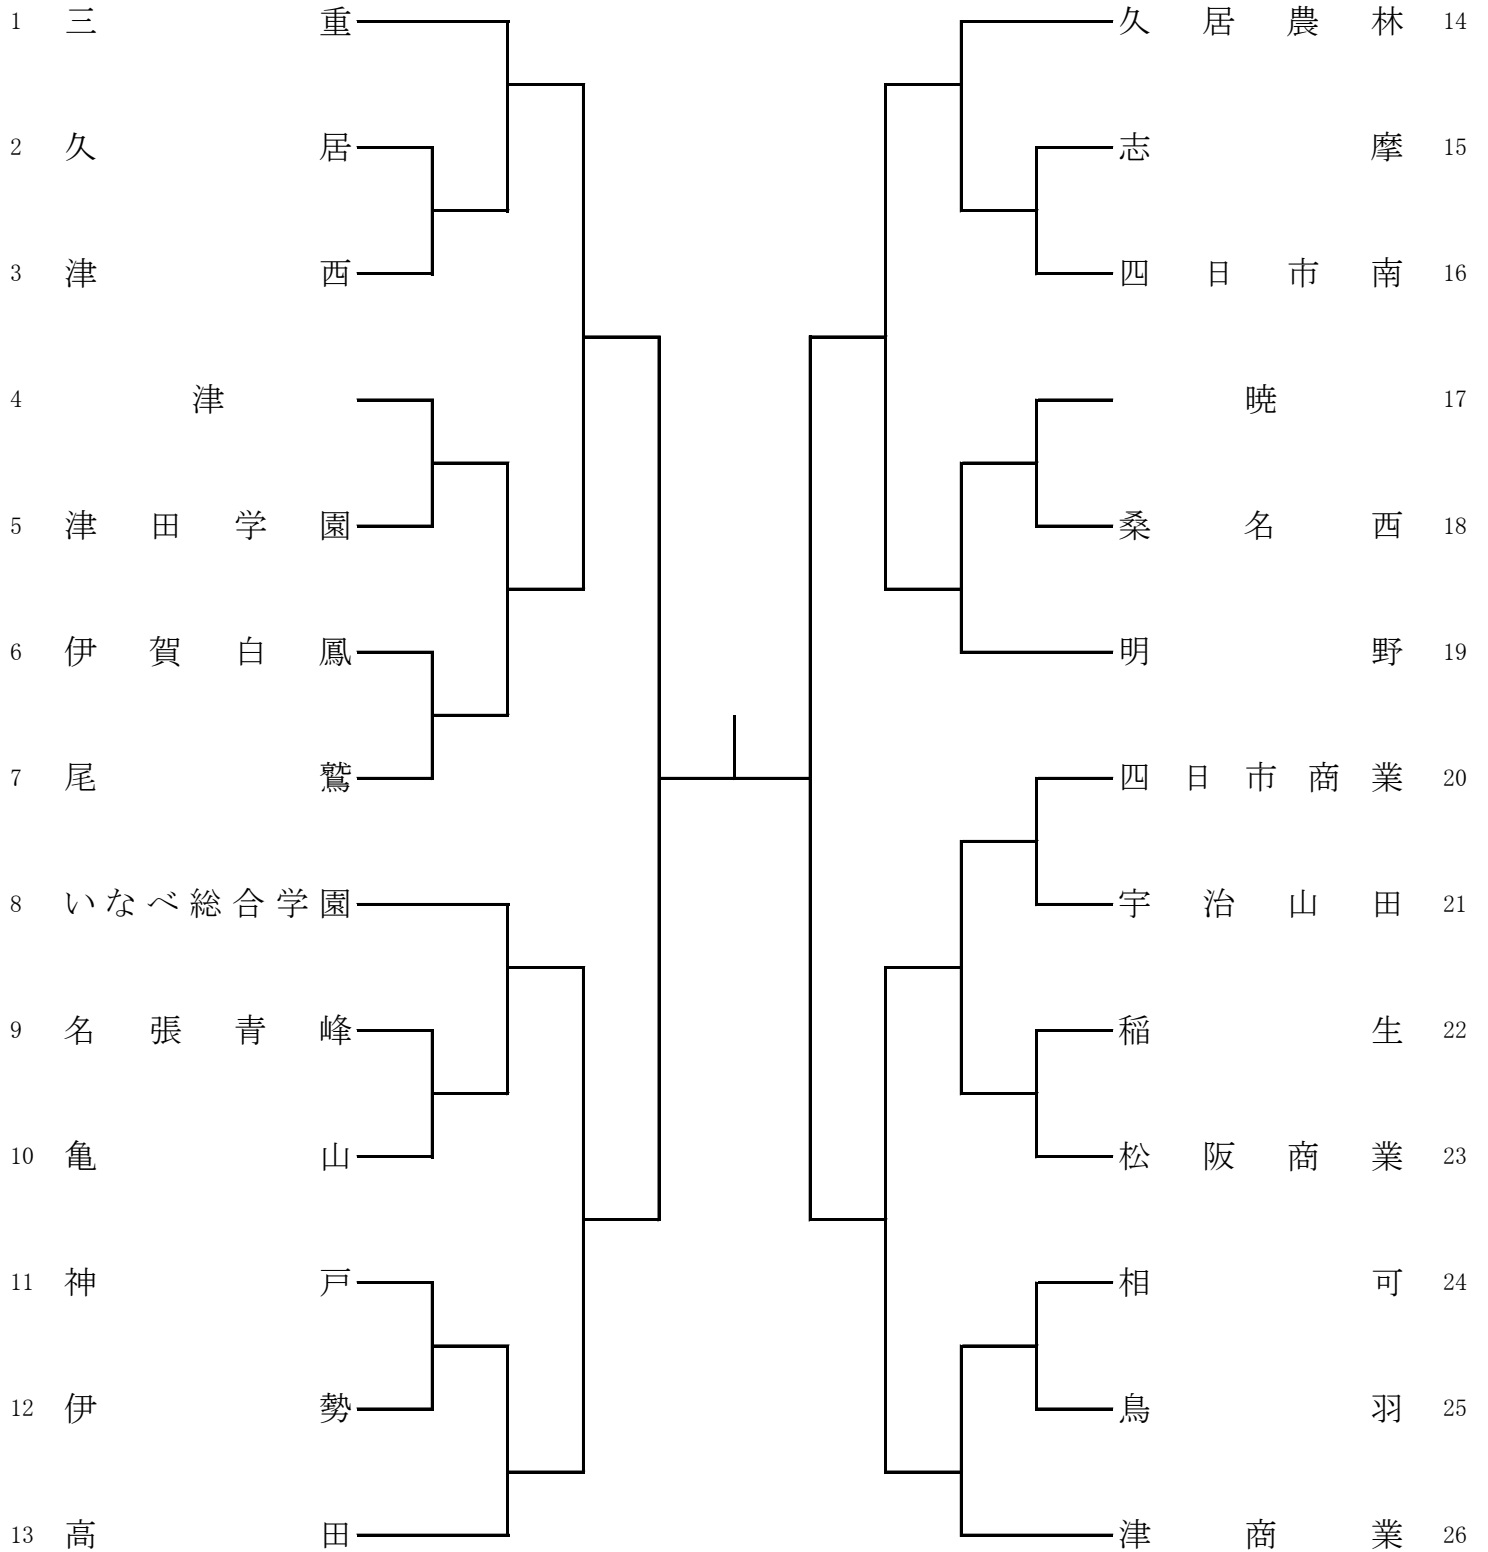 1 三重
2 久居
3 津西
4 津
5 津田学園
6 伊賀白鳳
7 尾鷲
8 いなべ総合学園
9 名張青峰
10 亀山
11 神戸
12 伊勢
13 高田
久居農林 14
志摩 15
四日市南 16
暁 17
桑名西 18
明野 19
四日市商業 20
宇治山田 21
稲生 22
松阪商業 23
相可 24
鳥羽 25
津商業 26